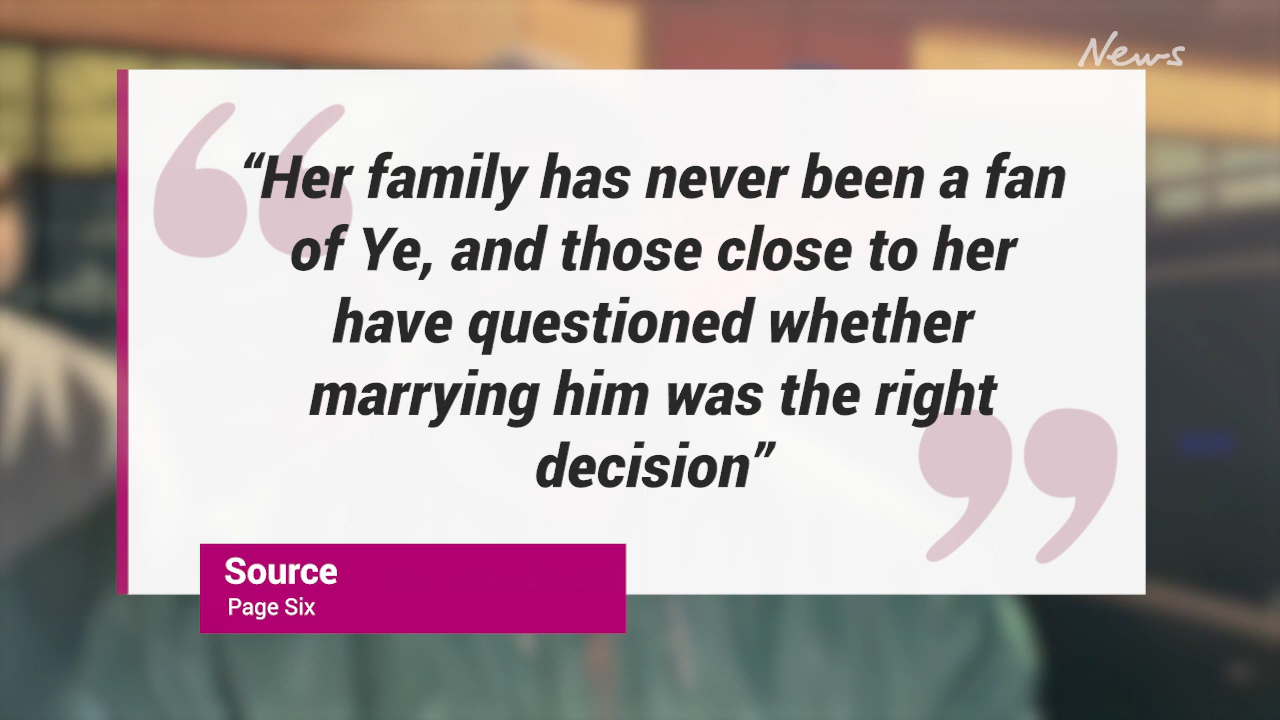 News
“Her family has never been a fan
of Ye, and those close to her
have questioned whether
marrying him was the right
decision”
Source
Page Six